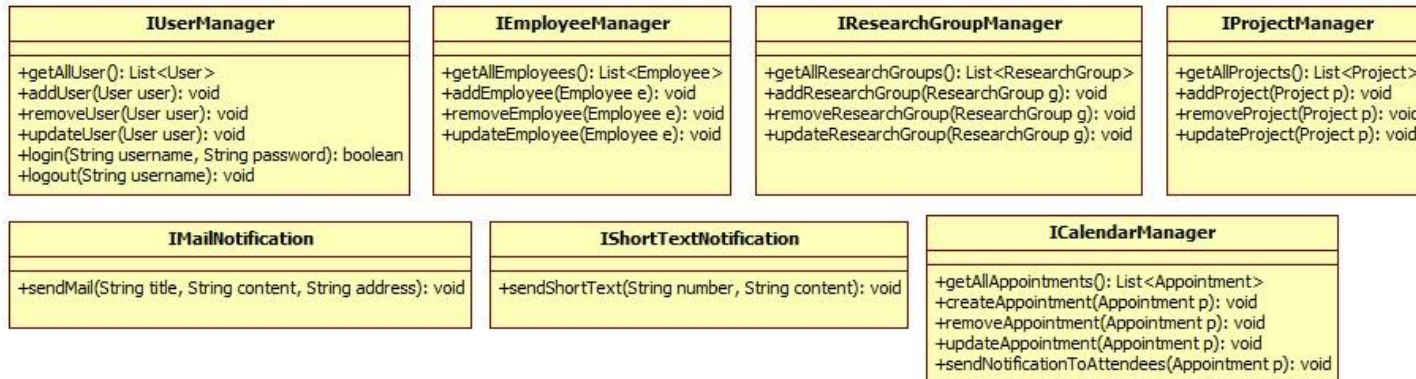 IUserManager
+getAllUser(): List<User>
+addUser(User user): void
+removeUser(User user): void
+updateUser(User user): void
+login(String username, String password): boolean
+logout(String username): void
IEmployeeManager
+getAllEmployees(): List<Employee>
+addEmployee(Employee e): void
+removeEmployee(Employee e): void
+updateEmployee(Employee e): void
IResearchGroupManager
+getAllResearchGroups(): List<ResearchGroup>
+addResearchGroup(ResearchGroup g): void
+removeResearchGroup(ResearchGroup g): void
+updateResearchGroup(ResearchGroup g): void
IProjectManager
+getAllProjects(): List<Project>
+addProject(Project p): void
+removeProject(Project p): void
+updateProject(Project p): void
IMailNotification
+sendMail(String title, String content, String address): void
IShortTextNotification
+sendShortText(String number, String content): void
ICalendarManager
+getAllAppointments(): List<Appointment>
+createAppointment(Appointment p): void
+removeAppointment(Appointment p): void
+updateAppointment(Appointment p): void
+sendNotificationToAttendees(Appointment p): void